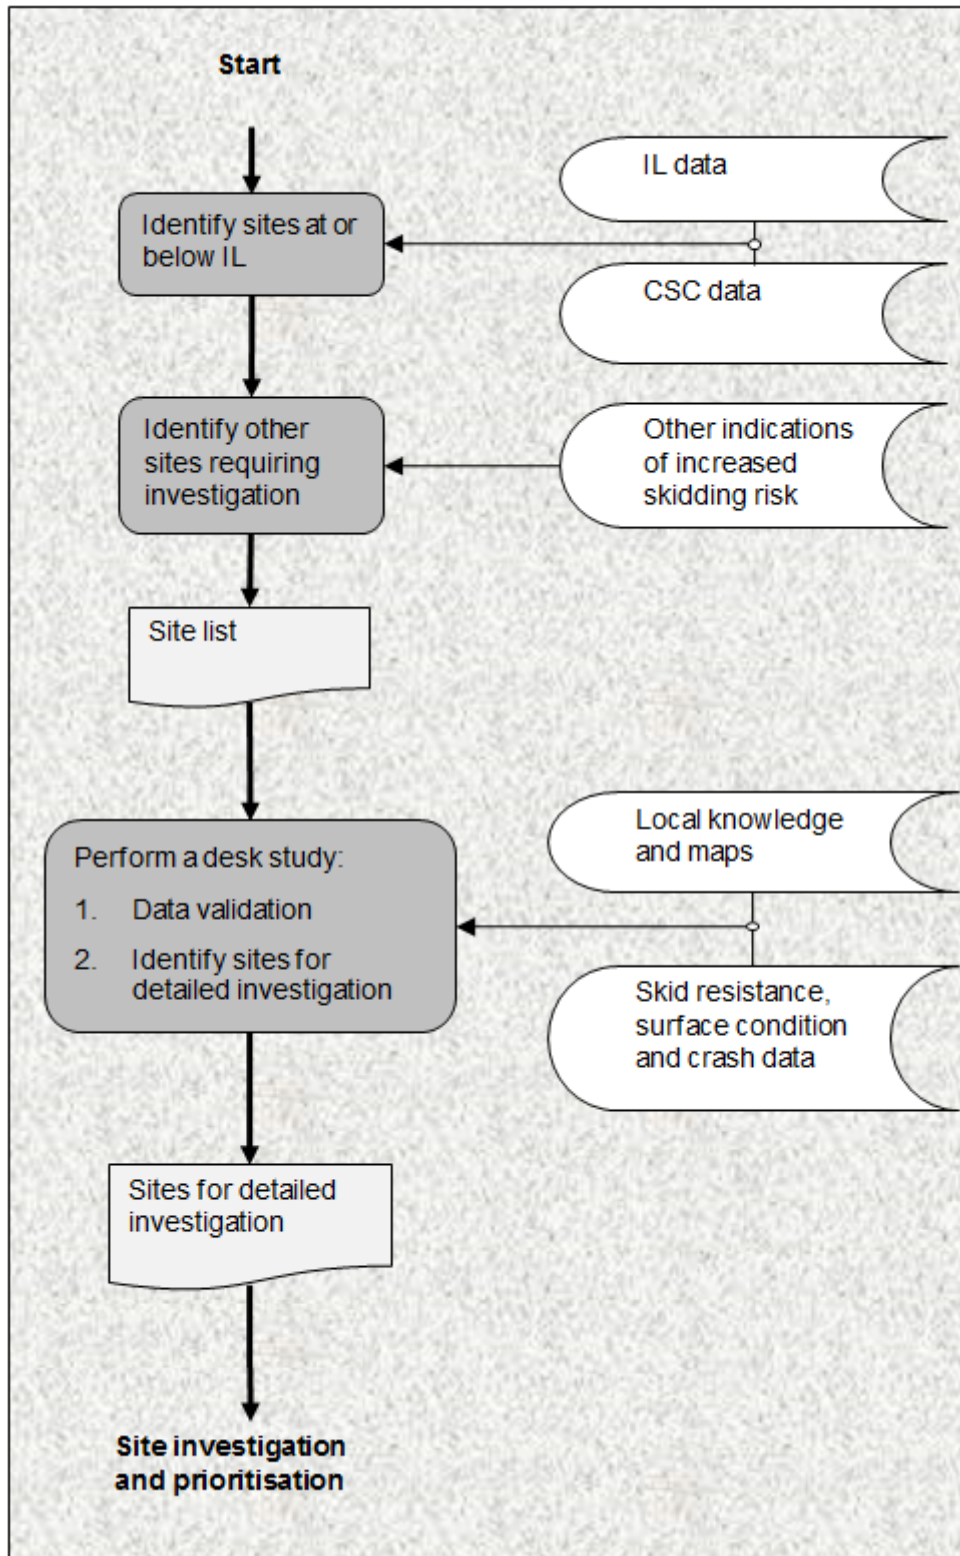 Start
IL data
Identify sites at or
below IL
CSC data
Identify other
sites requiring
investigation
Other indications
of increased
skidding risk
Site list
Local knowledge
and maps
Perform a desk study:
1. Data validation
2. Identify sites for
detailed investigation
Skid resistance,
surface condition
and crash data
Sites for detailed
investigation
Site investigation
and prioritisation